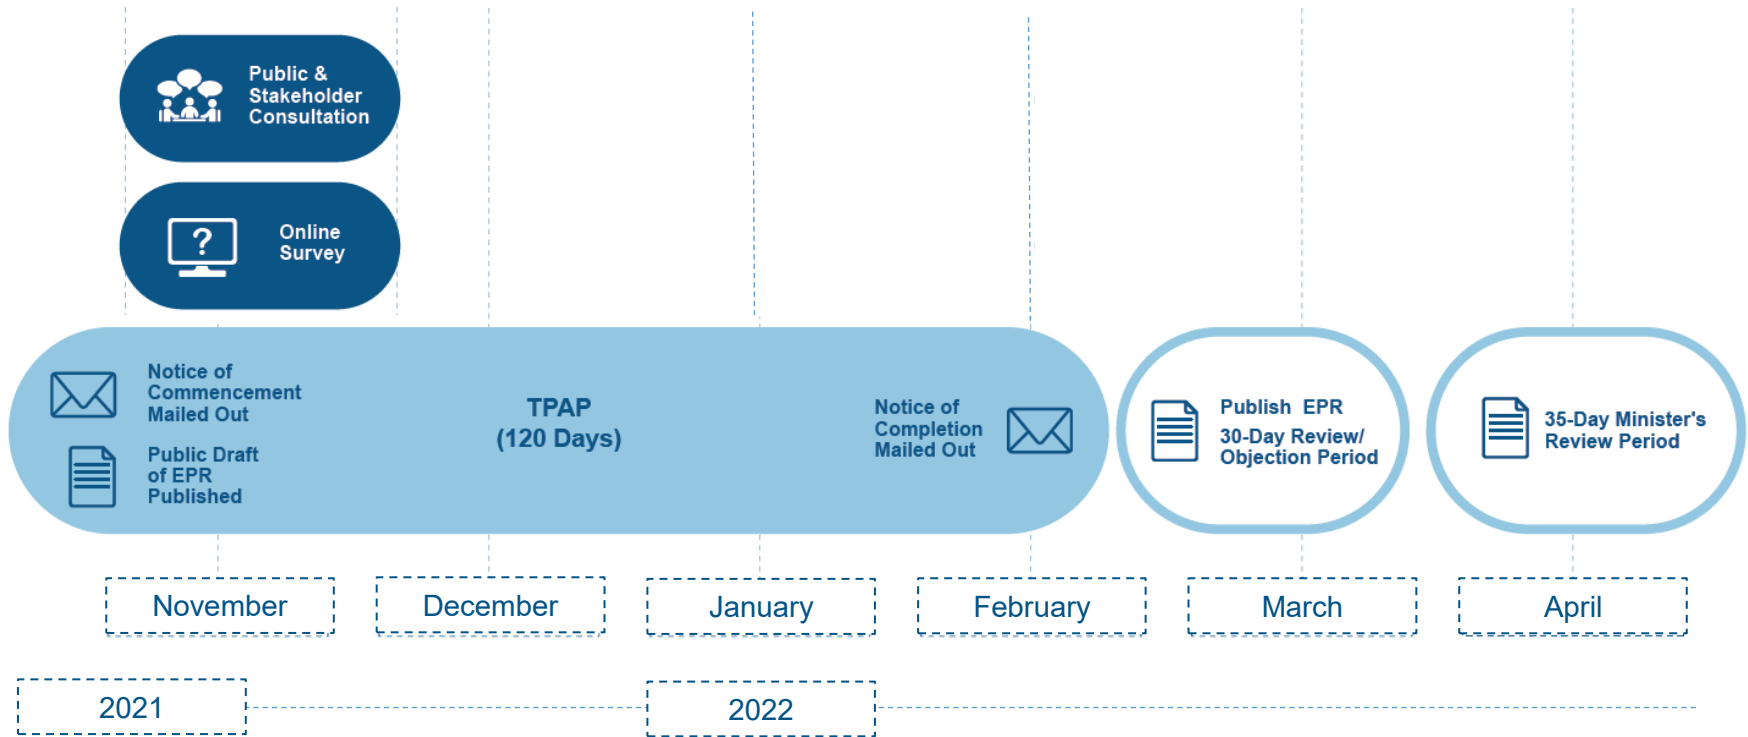 Public &
Stakeholder
Consultation
?
Online
Survey
Notice of
Commencement
Mailed Out
Public Draft
of EPR
Published
TPAP
(120 Days)
Notice of
Completion
Mailed Out
Publish EPR
30-Day Review/
Objection Period
35-Day Minister's
Review Period
November
December
January
February
March
April
2021
2022